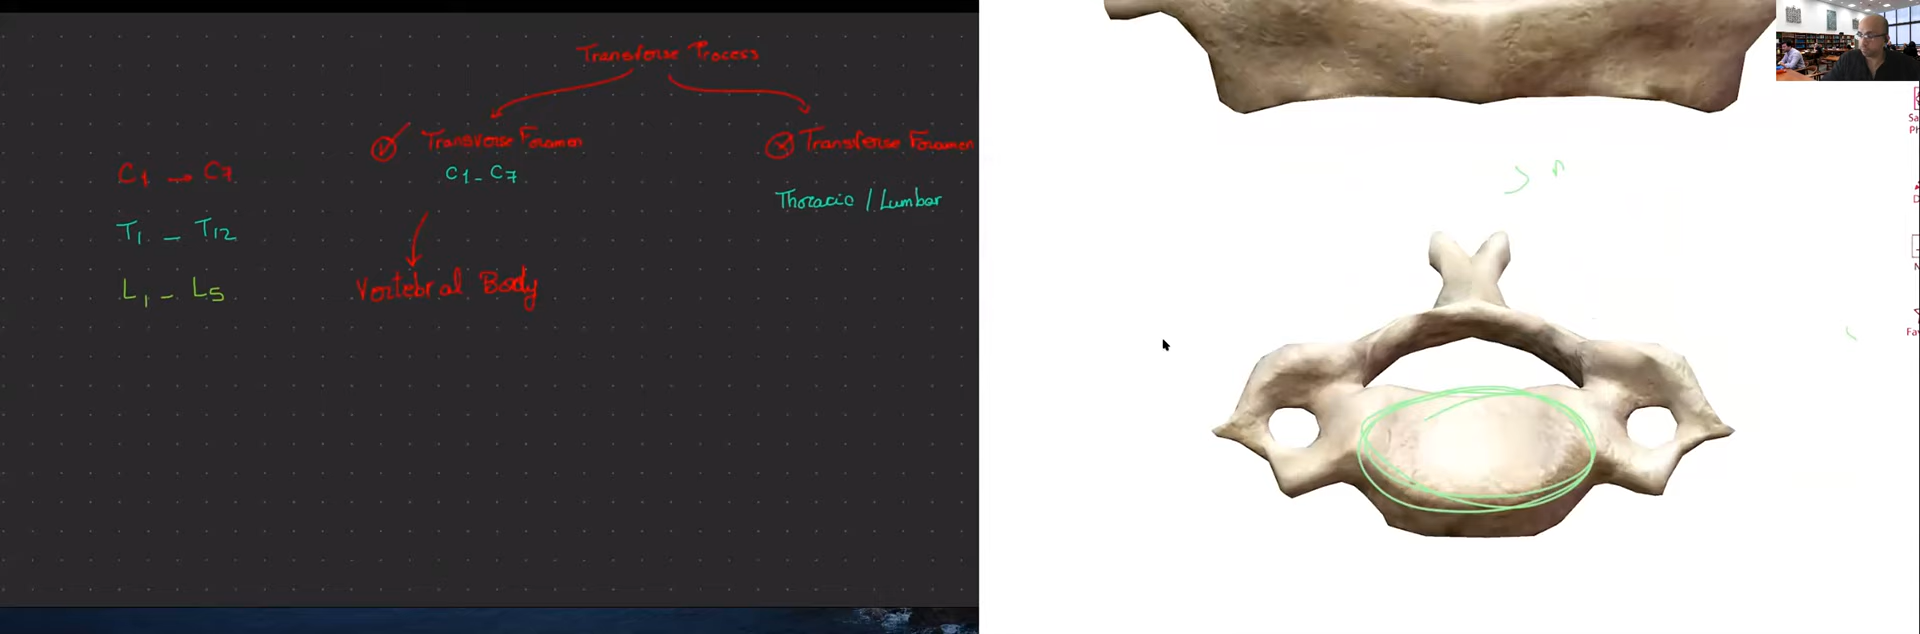 Transverse Process
Transverse Foramen
Transverse Foramen
C1 → C7
C1 - C7
Thoracic / Lumbar
T1 - T12
Vertebral Body
L1 - L5